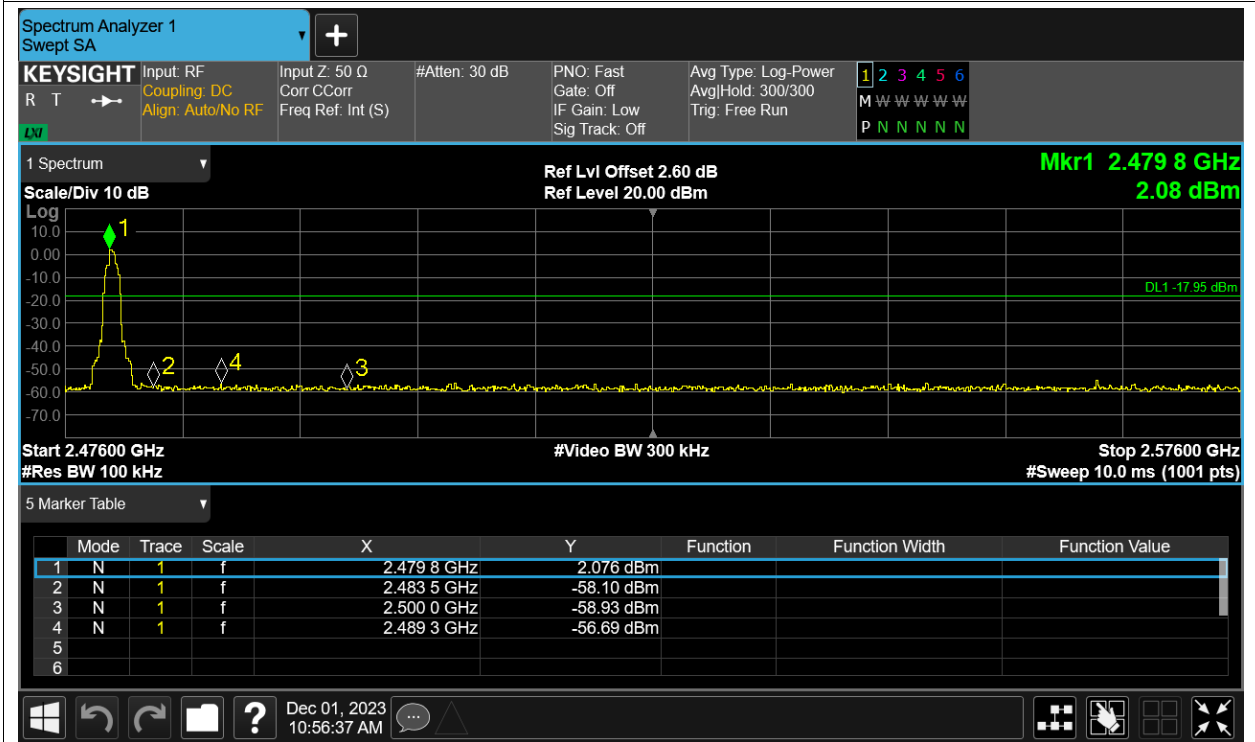 Spectrum Analyzer 1
Swept SA
+
KEYSIGHT
R T
LXI
Input: RF
Coupling: DC
Align: Auto/No RF
Input Z: 50 Ω
Corr CCorr
Freq Ref: Int (S)
#Atten: 30 dB
PNO: Fast
Gate: Off
IF Gain: Low
Sig Track: Off
Avg Type: Log-Power
Avg|Hold: 300/300
Trig: Free Run
1 2 3 4 5 6
M W W W W W
P N N N N N
1 Spectrum
Scale/Div 10 dB
Ref Lvl Offset 2.60 dB
Ref Level 20.00 dBm
Mkr1 2.479 8 GHz
2.08 dBm
Log
10.0
0.00
-10.0
-20.0
-30.0
-40.0
-50.0
-60.0
-70.0
1
2
4
3
DL1 -17.95 dBm
Start 2.47600 GHz
#Res BW 100 kHz
#Video BW 300 kHz
Stop 2.57600 GHz
#Sweep 10.0 ms (1001 pts)
5 Marker Table
Mode Trace Scale X Y Function Function Width Function Value
1 N 1 f 2.479 8 GHz 2.076 dBm
2 N 1 f 2.483 5 GHz -58.10 dBm
3 N 1 f 2.500 0 GHz -58.93 dBm
4 N 1 f 2.489 3 GHz -56.69 dBm
5
6
?
Dec 01, 2023
10:56:37 AM